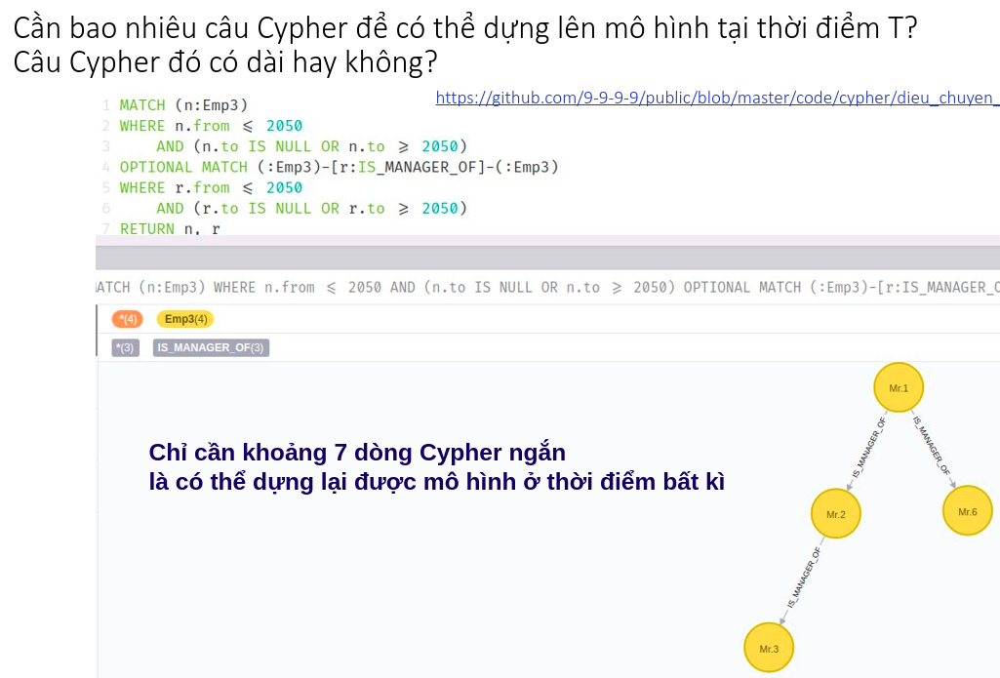 Cần bao nhiêu câu Cypher để có thể dựng lên mô hình tại thời điểm T?
Câu Cypher đó có dài hay không?
https://github.com/9-9-9-9/public/blob/master/code/cypher/dieu_chuyen_
1 MATCH (n:Emp3)
2 WHERE n.from ⩽ 2050
3 AND (n.to IS NULL OR n.to ⩾ 2050)
4 OPTIONAL MATCH (:Emp3)-[r:IS_MANAGER_OF]-(:Emp3)
5 WHERE r.from ⩽ 2050
6 AND (r.to IS NULL OR r.to ⩾ 2050)
7 RETURN n, r
MATCH (n:Emp3) WHERE n.from ⩽ 2050 AND (n.to IS NULL OR n.to ⩾ 2050) OPTIONAL MATCH (:Emp3)-[r:IS_MANAGER_O
*(4) Emp3(4)
*(3) IS_MANAGER_OF(3)
Mr.1
IS_MANAGER_OF
IS_MANAGER_OF
Chỉ cần khoảng 7 dòng Cypher ngắn
là có thể dựng lại được mô hình ở thời điểm bất kì
Mr.2
Mr.6
IS_MANAGER_OF
Mr.3